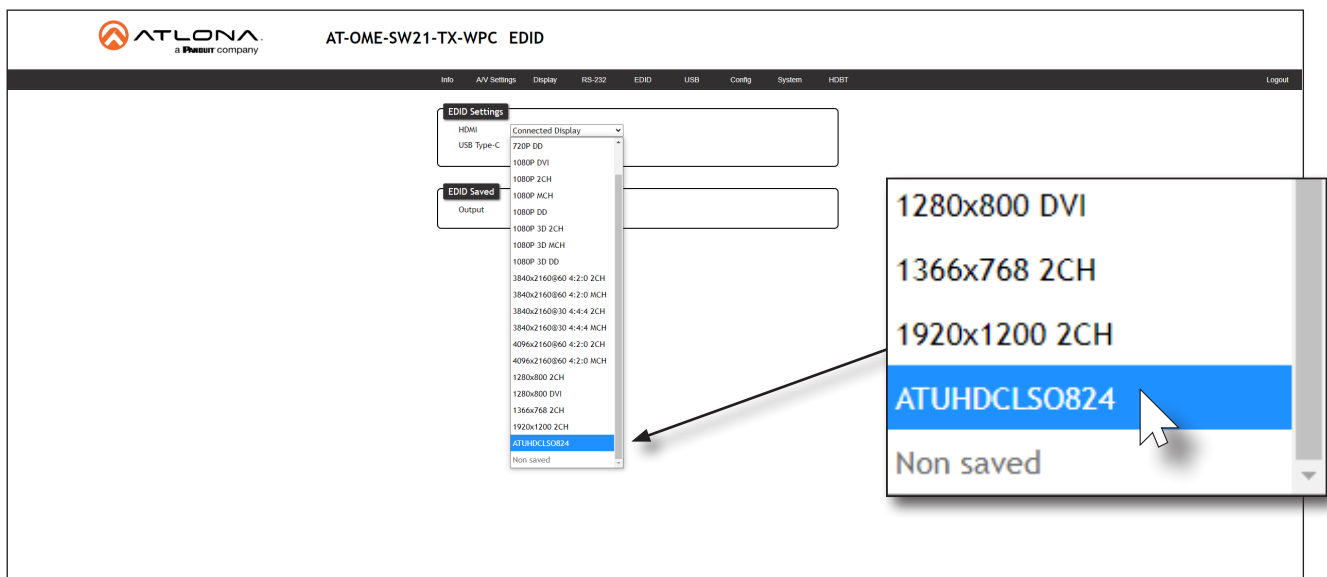 ATLONA.
a PANDUIT company
AT-OME-SW21-TX-WPC EDID
Info A/V Settings Display RS-232 EDID USB Config System HDBT Logout
EDID Settings
HDMI Connected Display
USB Type-C
720P DD
1080P DVI
1080P 2CH
1080P MCH
1080P DD
1080P 3D 2CH
1080P 3D MCH
1080P 3D DD
3840x2160@60 4:2:0 2CH
3840x2160@60 4:2:0 MCH
3840x2160@30 4:4:4 2CH
3840x2160@30 4:4:4 MCH
4096x2160@60 4:2:0 2CH
4096x2160@60 4:2:0 MCH
1280x800 2CH
1280x800 DVI
1366x768 2CH
1920x1200 2CH
ATUHDCLSO824
Non saved
EDID Saved
Output
1280x800 DVI
1366x768 2CH
1920x1200 2CH
ATUHDCLSO824
Non saved